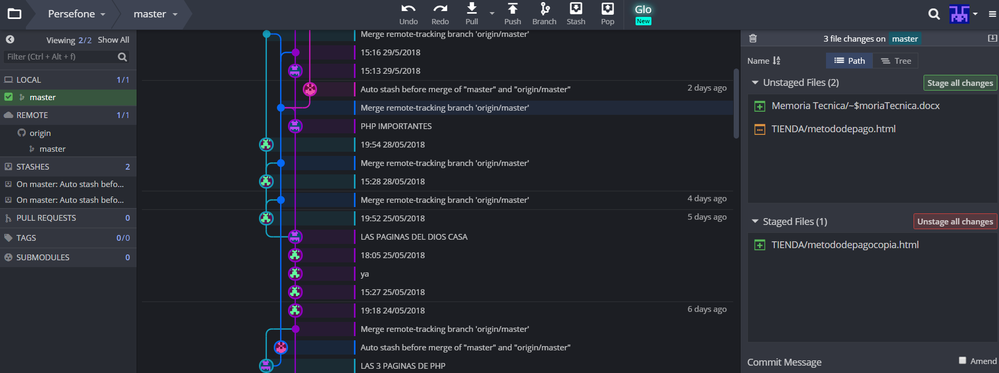 Persefone
master
Undo
Redo
Pull
Push
Branch
Stash
Pop
Glo
New
Viewing 2/2 Show All
Filter (Ctrl + Alt + f)
LOCAL 1/1
master
REMOTE 1/1
origin
master
STASHES 2
On master: Auto stash befo...
On master: Auto stash befo...
PULL REQUESTS 0
TAGS 0/0
SUBMODULES 0
Merge remote-tracking branch 'origin/master'
15:16 29/5/2018
15:13 29/5/2018
Auto stash before merge of "master" and "origin/master" 2 days ago
Merge remote-tracking branch 'origin/master'
PHP IMPORTANTES
19:54 28/05/2018
Merge remote-tracking branch 'origin/master'
15:28 28/05/2018
Merge remote-tracking branch 'origin/master' 4 days ago
19:52 25/05/2018 5 days ago
LAS PAGINAS DEL DIOS CASA
18:05 25/05/2018
ya
15:27 25/05/2018
19:18 24/05/2018 6 days ago
Merge remote-tracking branch 'origin/master'
Auto stash before merge of "master" and "origin/master"
LAS 3 PAGINAS DE PHP
3 file changes on master
Name
Path
Tree
Unstaged Files (2)
Stage all changes
Memoria Tecnica/~$moriaTecnica.docx
TIENDA/metododepago.html
Staged Files (1)
Unstage all changes
TIENDA/metododepagocopia.html
Commit Message
Amend